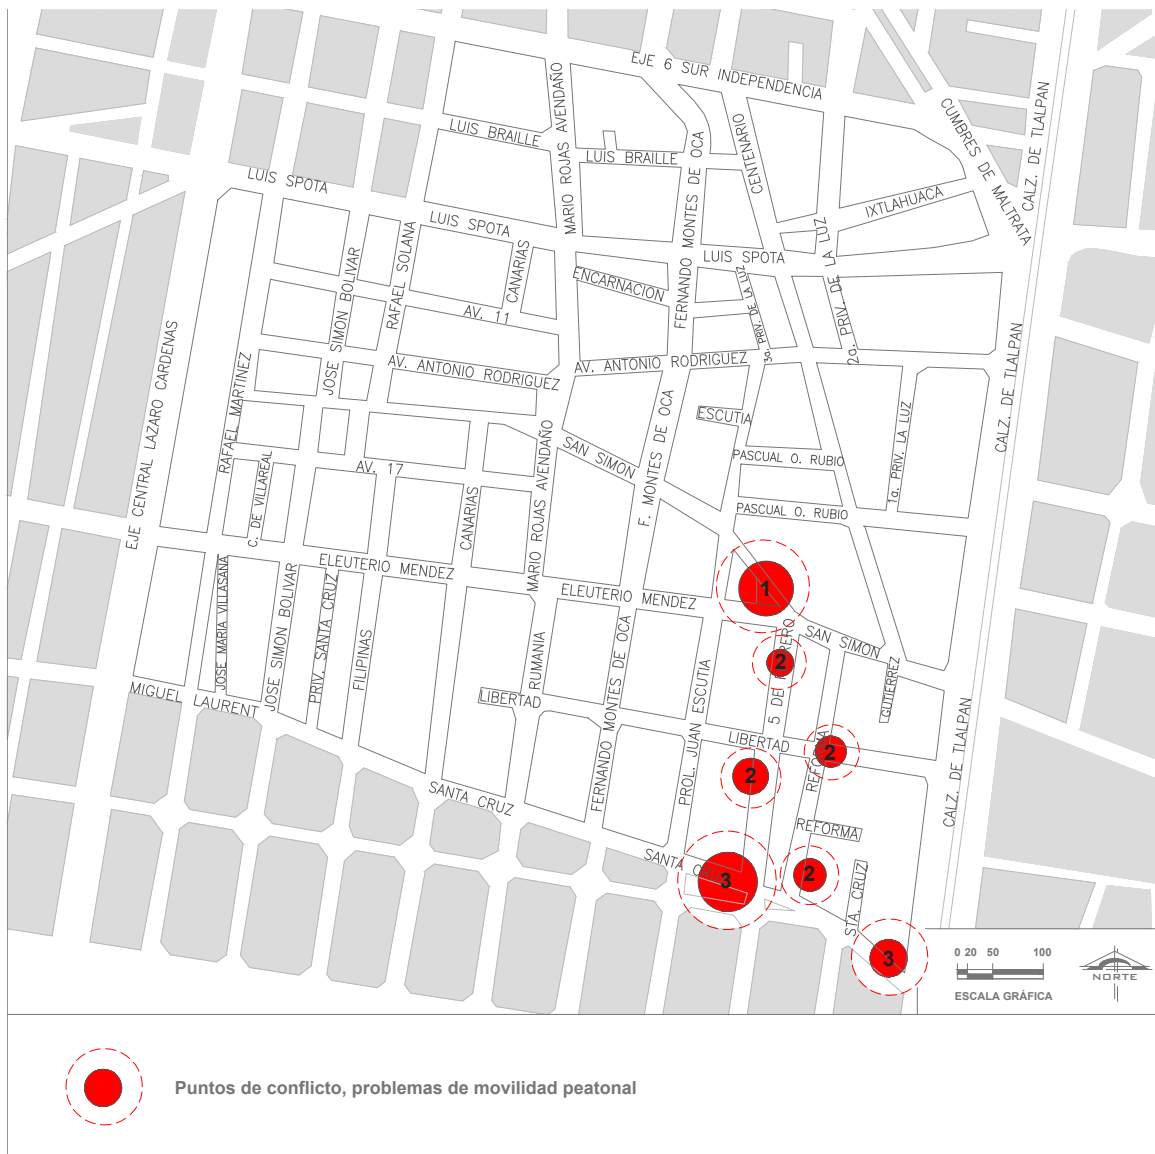 EJE 6 SUR INDEPENDENCIA
CALZ. DE TLALPAN
CUMBRES DE MALTRATA
MARIO ROJAS AVENDAÑO
CENTENARIO
LUIS BRAILLE
LUIS BRAILLE
FERNANDO MONTES DE OCA
LUIS SPOTA
IXTLAHUACA
LUIS SPOTA
RAFAEL SOLANA
JOSE SIMON BOLIVAR
CANARIAS
LUIS SPOTA
2a. PRIV. DE LA LUZ
3a. PRIV. DE LA LUZ
ENCARNACION
AV. 11
EJE CENTRAL LAZARO CARDENAS
RAFAEL MARTINEZ
AV. ANTONIO RODRIGUEZ
AV. ANTONIO RODRIGUEZ
CALZ. DE TLALPAN
ESCUTIA
F. MONTES DE OCA
SAN SIMON
MARIO ROJAS AVENDAÑO
1a. PRIV. LA LUZ
PASCUAL O. RUBIO
AV. 17
C. DE VILLAREAL
CANARIAS
PASCUAL O. RUBIO
ELEUTERIO MENDEZ
ELEUTERIO MENDEZ
1
JOSE MARIA VILLASANA
JOSE SIMON BOLIVAR
PRIV. SANTA CRUZ
FILIPINAS
RUMANIA
FERNANDO MONTES DE OCA
PROL. JUAN ESCUTIA
5 DE FEBRERO
SAN SIMON
2
GUTIERREZ
MIGUEL LAURENT
LIBERTAD
LIBERTAD
REFORMA
2
2
CALZ. DE TLALPAN
SANTA CRUZ
REFORMA
SANTA CRUZ
3
2
STA. CRUZ
3
0 20 50 100
ESCALA GRÁFICA
NORTE
Puntos de conflicto, problemas de movilidad peatonal